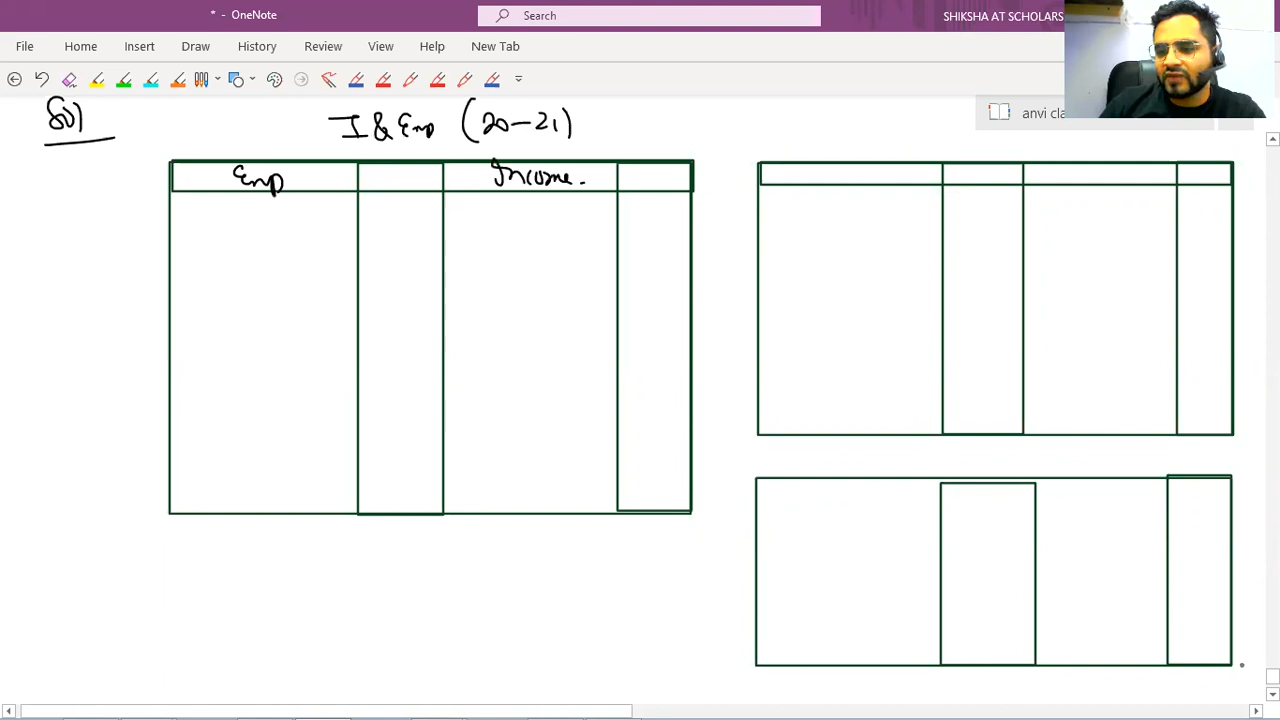 * - OneNote
Search
SHIKSHA AT SCHOLARS
File Home Insert Draw History Review View Help New Tab
anvi cla
Sol
I & Exp (20-21)
Exp Income.